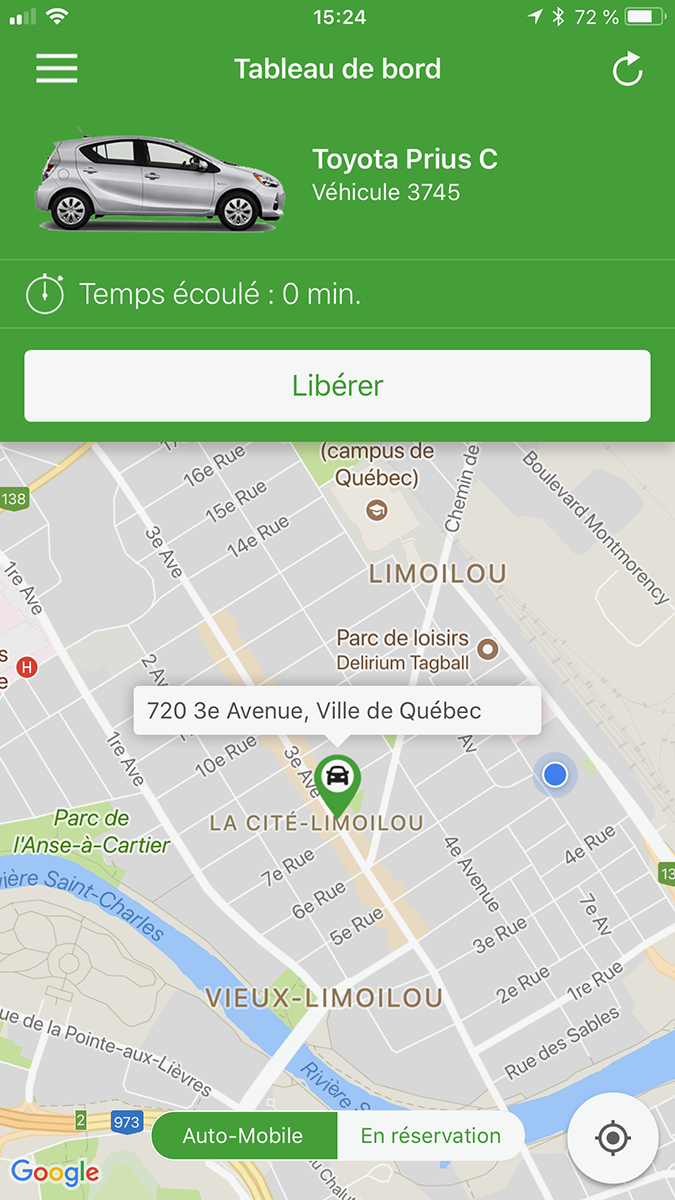 15:24
72 %
Tableau de bord
Toyota Prius C
Véhicule 3745
Temps écoulé : 0 min.
Libérer
(campus de
Québec)
16e Rue
15e Rue
14e Rue
Chemin de
Boulevard Montmorency
138
3e Ave
1re Ave
LIMOILOU
Parc de loisirs
Delirium Tagball
H
720 3e Avenue, Ville de Québec
1re Ave
10e Rue
3e Ave
Av
LA CITÉ-LIMOILOU
Parc de
l'Anse-à-Cartier
7e Rue
6e Rue
5e Rue
4e Avenue
4e Rue
7e Av
3e Rue
2e Rue
1re Rue
Rue des Sables
Saint-Charles
VIEUX-LIMOILOU
de la Pointe-aux-Lièvres
Rivière
2
973
Auto-Mobile
En réservation
Google